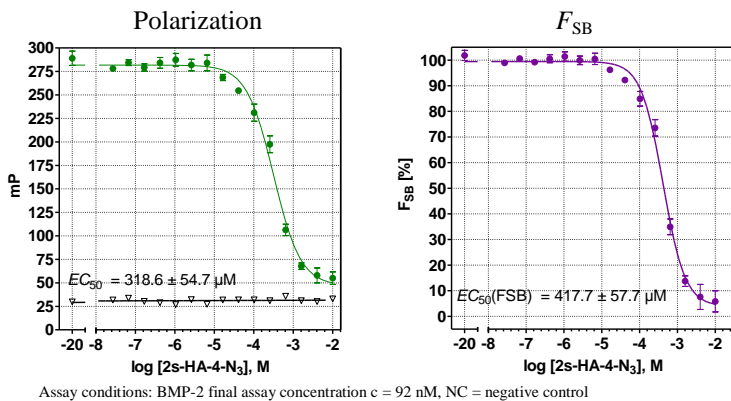 Polarization
300
275
250
225
200
175
150
125
100
75
50
25
0
mP
EC50 = 318.6 ± 54.7 µM
-20 -8 -7 -6 -5 -4 -3 -2
log [2s-HA-4-N3], M
FSB
100
90
80
70
60
50
40
30
20
10
0
FSB [%]
EC50(FSB) = 417.7 ± 57.7 µM
-20 -8 -7 -6 -5 -4 -3 -2
log [2s-HA-4-N3], M
Assay conditions: BMP-2 final assay concentration c = 92 nM, NC = negative control